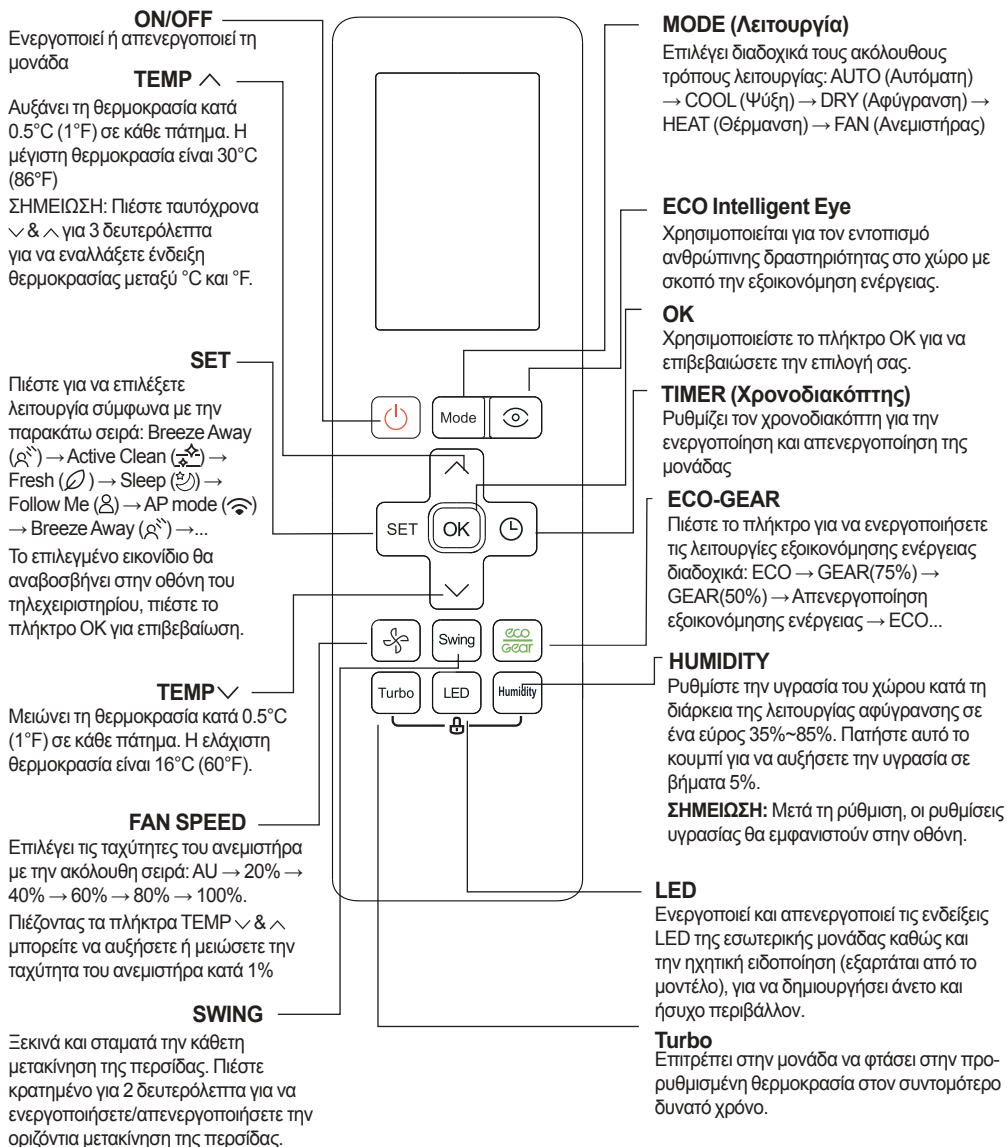 ON/OFF
Ενεργοποιεί ή απενεργοποιεί τη
μονάδα
TEMP ︿
Αυξάνει τη θερμοκρασία κατά
0.5°C (1°F) σε κάθε πάτημα. Η
μέγιστη θερμοκρασία είναι 30°C
(86°F)
ΣΗΜΕΙΩΣΗ: Πιέστε ταυτόχρονα
﹀ & ︿ για 3 δευτερόλεπτα
για να εναλλάξετε ένδειξη
θερμοκρασίας μεταξύ °C και °F.
SET
Πιέστε για να επιλέξετε
λειτουργία σύμφωνα με την
παρακάτω σειρά: Breeze Away
( ) → Active Clean ( ) →
Fresh ( ) → Sleep ( ) →
Follow Me ( ) → AP mode ( )
→ Breeze Away ( ) →...
Το επιλεγμένο εικονίδιο θα
αναβοσβήνει στην οθόνη του
τηλεχειριστηρίου, πιέστε το
πλήκτρο OK για επιβεβαίωση.
TEMP ﹀
Μειώνει τη θερμοκρασία κατά 0.5°C
(1°F) σε κάθε πάτημα. Η ελάχιστη
θερμοκρασία είναι 16°C (60°F).
FAN SPEED
Επιλέγει τις ταχύτητες του ανεμιστήρα
με την ακόλουθη σειρά: AU → 20% →
40% → 60% → 80% → 100%.
Πιέζοντας τα πλήκτρα TEMP ﹀ & ︿
μπορείτε να αυξήσετε ή μειώσετε την
ταχύτητα του ανεμιστήρα κατά 1%
SWING
Ξεκινά και σταματά την κάθετη
μετακίνηση της περσίδας. Πιέστε
κρατημένο για 2 δευτερόλεπτα για να
ενεργοποιήσετε/απενεργοποιήσετε την
οριζόντια μετακίνηση της περσίδας.
Mode
SET
OK
Swing
eco
Gear
Turbo
LED
Humidity
MODE (Λειτουργία)
Επιλέγει διαδοχικά τους ακόλουθους
τρόπους λειτουργίας: AUTO (Αυτόματη)
→ COOL (Ψύξη) → DRY (Αφύγρανση) →
HEAT (Θέρμανση) → FAN (Ανεμιστήρας)
ECO Intelligent Eye
Χρησιμοποιείται για τον εντοπισμό
ανθρώπινης δραστηριότητας στο χώρο με
σκοπό την εξοικονόμηση ενέργειας.
OK
Χρησιμοποιείστε το πλήκτρο OK για να
επιβεβαιώσετε την επιλογή σας.
TIMER (Χρονοδιακόπτης)
Ρυθμίζει τον χρονοδιακόπτη για την
ενεργοποίηση και απενεργοποίηση της
μονάδας
ECO-GEAR
Πιέστε το πλήκτρο για να ενεργοποιήσετε
τις λειτουργίες εξοικονόμησης ενέργειας
διαδοχικά: ECO → GEAR(75%) →
GEAR(50%) → Απενεργοποίηση
εξοικονόμησης ενέργειας → ECO...
HUMIDITY
Ρυθμίστε την υγρασία του χώρου κατά τη
διάρκεια της λειτουργίας αφύγρανσης σε
ένα εύρος 35%~85%. Πατήστε αυτό το
κουμπί για να αυξήσετε την υγρασία σε
βήματα 5%.
ΣΗΜΕΙΩΣΗ: Μετά τη ρύθμιση, οι ρυθμίσεις
υγρασίας θα εμφανιστούν στην οθόνη.
LED
Ενεργοποιεί και απενεργοποιεί τις ενδείξεις
LED της εσωτερικής μονάδας καθώς και
την ηχητική ειδοποίηση (εξαρτάται από το
μοντέλο), για να δημιουργήσει άνετο και
ήσυχο περιβάλλον.
Turbo
Επιτρέπει στην μονάδα να φτάσει στην προ-
ρυθμισμένη θερμοκρασία στον συντομότερο
δυνατό χρόνο.